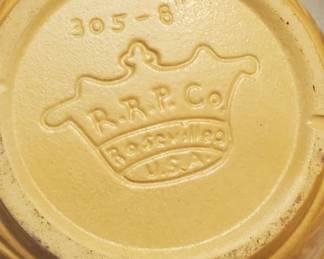 305-8"
R.R.P. Co
Roseville
U.S.A.